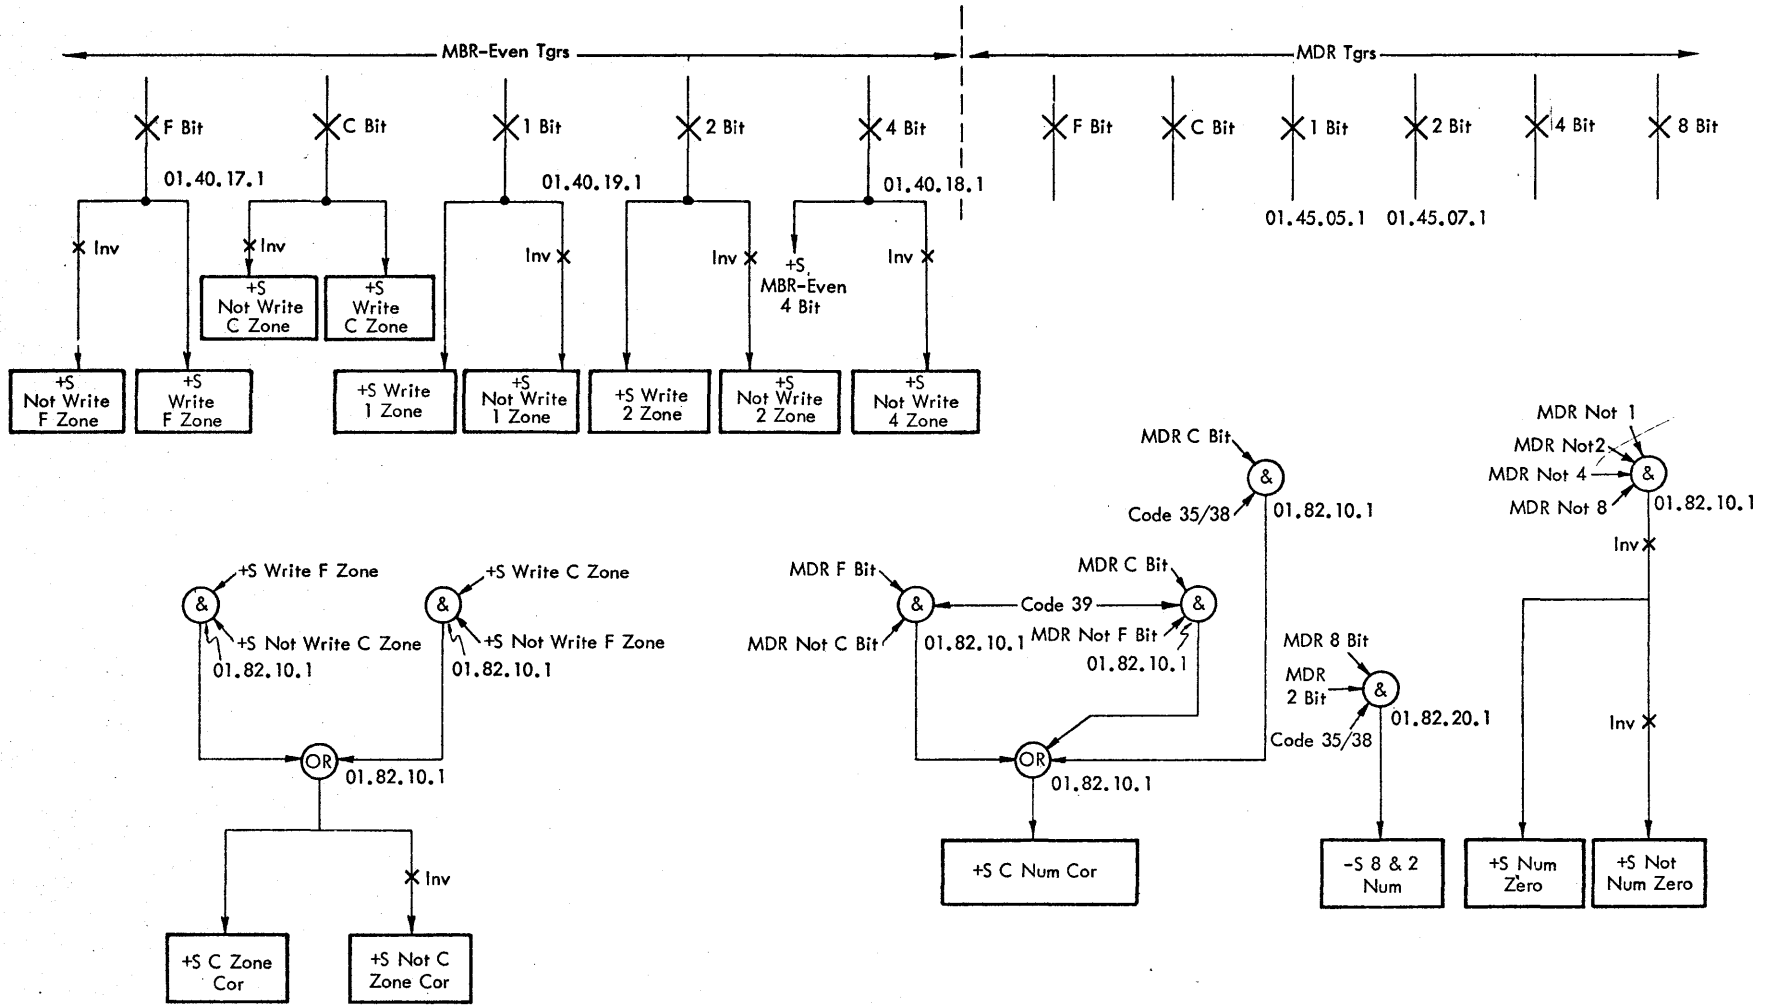 MBR-Even Tgrs
MDR Tgrs
F Bit
C Bit
1 Bit
2 Bit
4 Bit
F Bit
C Bit
1 Bit
2 Bit
4 Bit
8 Bit
01.40.17.1
01.40.19.1
01.40.18.1
01.45.05.1
01.45.07.1
Inv
Inv
Inv
Inv
Inv
+S
MBR-Even
4 Bit
+S
Not Write
C Zone
+S
Write
C Zone
+S
Not Write
F Zone
+S
Write
F Zone
+S Write
1 Zone
+S
Not Write
1 Zone
+S Write
2 Zone
+S
Not Write
2 Zone
+S
Not Write
4 Zone
MDR Not 1
MDR Not2
MDR Not 4
MDR Not 8
&
01.82.10.1
Inv
MDR C Bit
&
Code 35/38
01.82.10.1
+S Write F Zone
&
+S Not Write C Zone
01.82.10.1
+S Write C Zone
&
+S Not Write F Zone
01.82.10.1
MDR F Bit
&
MDR Not C Bit
01.82.10.1
Code 39
MDR C Bit
&
MDR Not F Bit
01.82.10.1
MDR 8 Bit
MDR
2 Bit
&
Code 35/38
01.82.20.1
Inv
OR
01.82.10.1
OR
01.82.10.1
Inv
+S C Num Cor
-S 8 & 2
Num
+S Num
Zero
+S Not
Num Zero
+S C Zone
Cor
+S Not C
Zone Cor